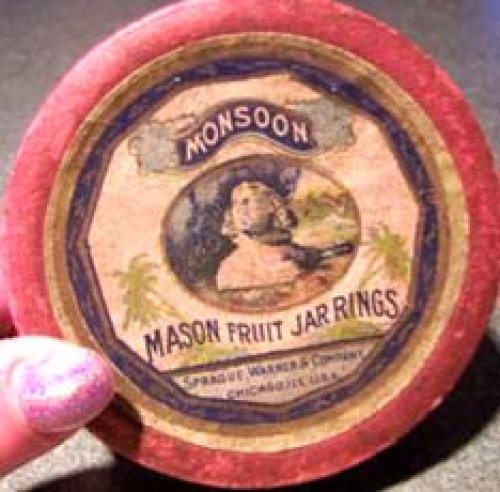 MONSOON
MASON FRUIT JAR RINGS
SPRAGUE, WARNER & COMPANY
CHICAGO, ILL. U.S.A.